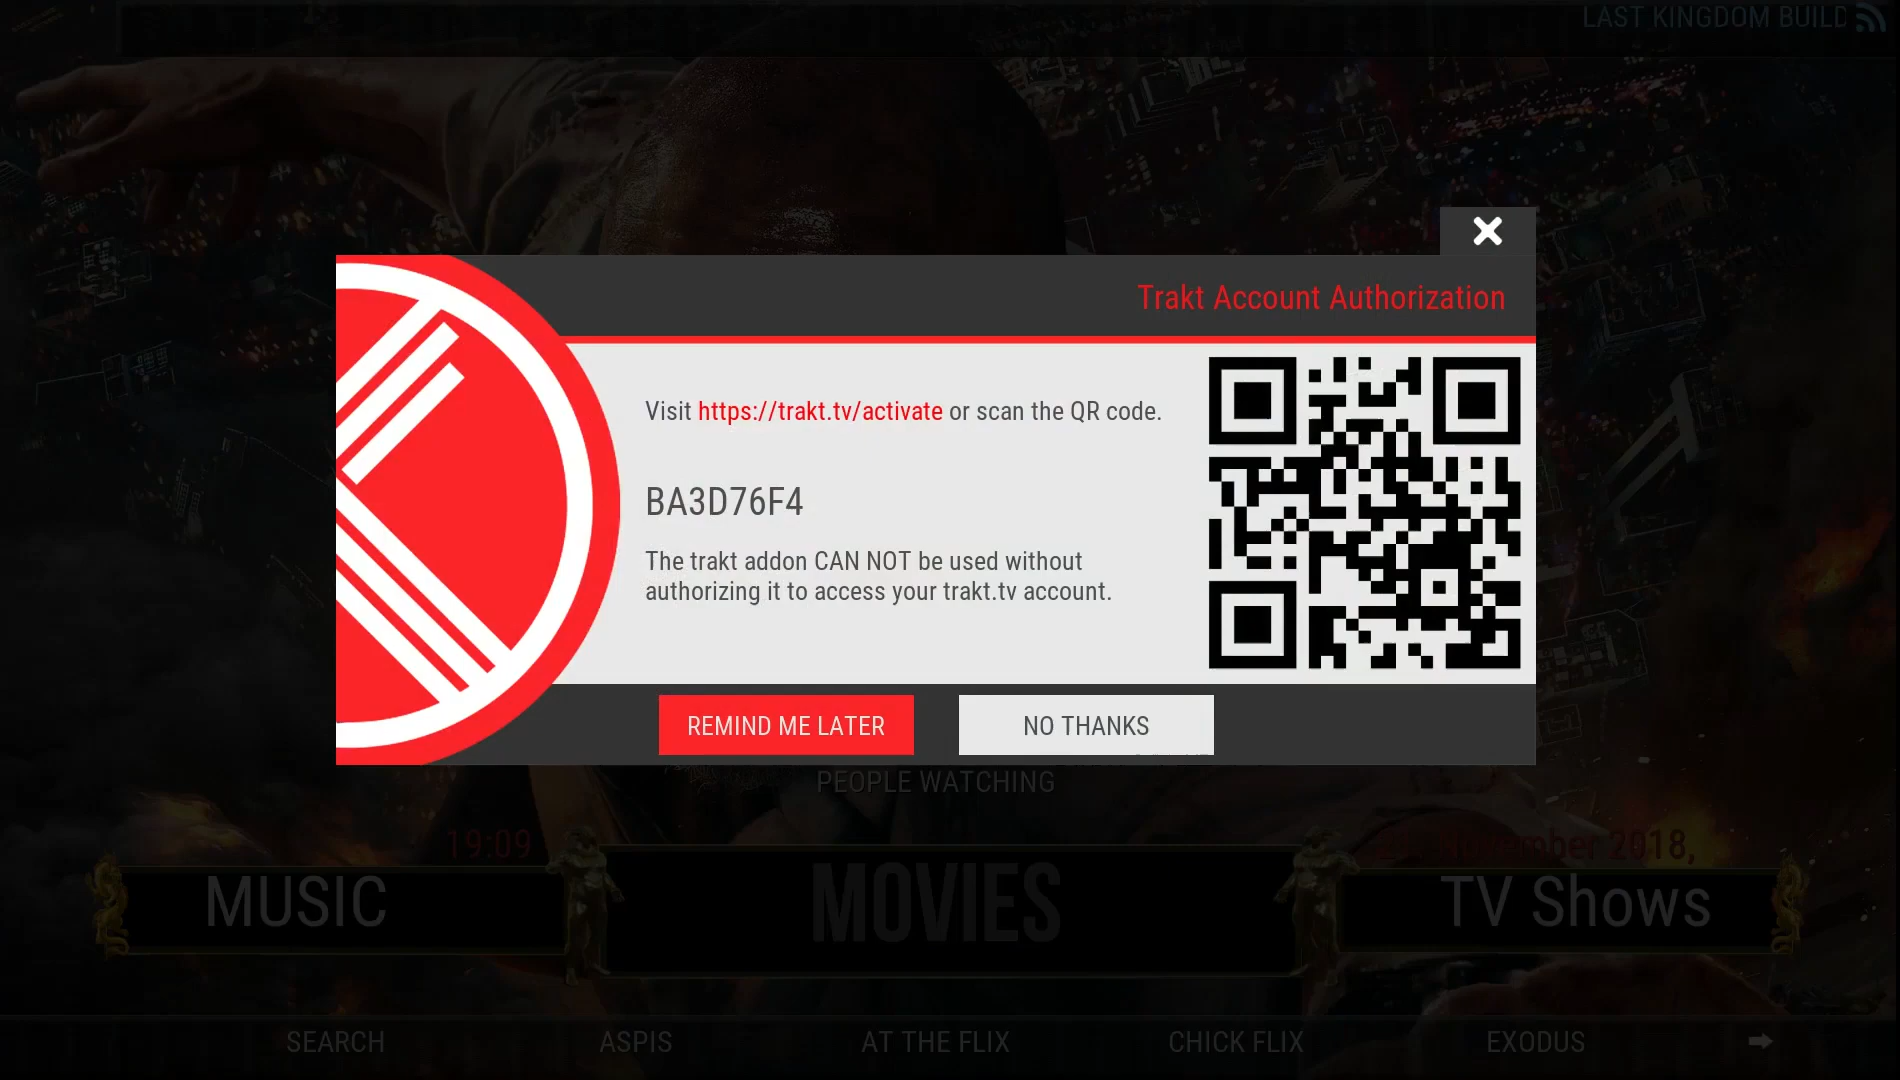 LAST KINGDOM BUILD
Trakt Account Authorization
Visit https://trakt.tv/activate or scan the QR code.
BA3D76F4
The trakt addon CAN NOT be used without
authorizing it to access your trakt.tv account.
REMIND ME LATER
NO THANKS
PEOPLE WATCHING
19:09
November 2018,
MUSIC
MOVIES
TV Shows
SEARCH
ASPIS
AT THE FLIX
CHICK FLIX
EXODUS